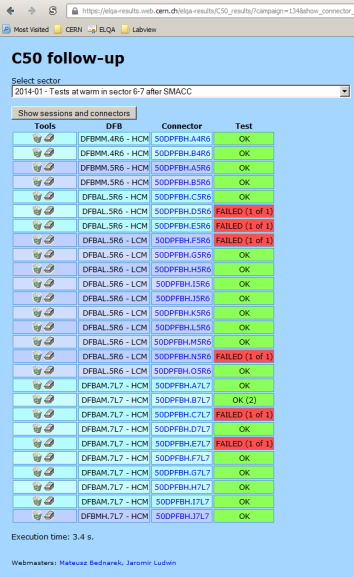 https://elqa-results.web.cern.ch/elqa-results/C50_results/?campaign=134&show_connector_
Most Visited CERN ELQA Labview
C50 follow-up
Select sector
2014-01 - Tests at warm in sector 6-7 after SMACC
Show sessions and connectors
Tools DFB Connector Test
DFBMM.4R6 - HCM 50DPFBH.A4R6 OK
DFBMM.4R6 - HCM 50DPFBH.B4R6 OK
DFBMM.5R6 - HCM 50DPFBH.A5R6 OK
DFBMM.5R6 - HCM 50DPFBH.B5R6 OK
DFBAL.5R6 - HCM 50DPFBH.C5R6 OK
DFBAL.5R6 - HCM 50DPFBH.D5R6 FAILED (1 of 1)
DFBAL.5R6 - HCM 50DPFBH.E5R6 FAILED (1 of 1)
DFBAL.5R6 - LCM 50DPFBH.F5R6 FAILED (1 of 1)
DFBAL.5R6 - LCM 50DPFBH.G5R6 OK
DFBAL.5R6 - LCM 50DPFBH.H5R6 OK
DFBAL.5R6 - LCM 50DPFBH.I5R6 OK
DFBAL.5R6 - LCM 50DPFBH.J5R6 OK
DFBAL.5R6 - LCM 50DPFBH.K5R6 OK
DFBAL.5R6 - LCM 50DPFBH.L5R6 OK
DFBAL.5R6 - LCM 50DPFBH.M5R6 OK
DFBAL.5R6 - LCM 50DPFBH.N5R6 FAILED (1 of 1)
DFBAL.5R6 - LCM 50DPFBH.O5R6 OK
DFBAM.7L7 - HCM 50DPFBH.A7L7 OK
DFBAM.7L7 - HCM 50DPFBH.B7L7 OK (2)
DFBAM.7L7 - HCM 50DPFBH.C7L7 FAILED (1 of 1)
DFBAM.7L7 - HCM 50DPFBH.D7L7 OK
DFBAM.7L7 - HCM 50DPFBH.E7L7 FAILED (1 of 1)
DFBAM.7L7 - HCM 50DPFBH.F7L7 OK
DFBAM.7L7 - HCM 50DPFBH.G7L7 OK
DFBAM.7L7 - HCM 50DPFBH.H7L7 OK
DFBAM.7L7 - HCM 50DPFBH.I7L7 OK
DFBMH.7L7 - HCM 50DPFBH.J7L7 OK
Execution time: 3.4 s.
Webmasters: Mateusz Bednarek, Jaromir Ludwin